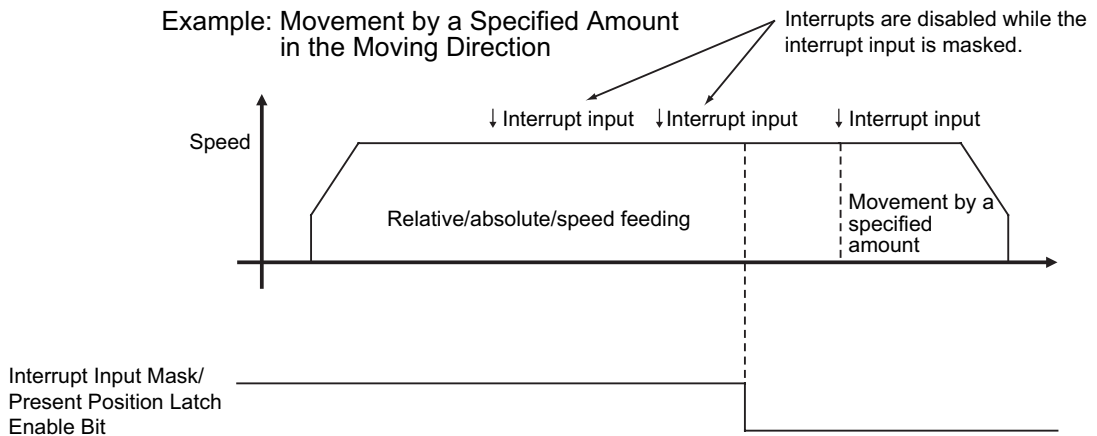 Example: Movement by a Specified Amount
in the Moving Direction
Interrupts are disabled while the
interrupt input is masked.
↓ Interrupt input ↓ Interrupt input ↓ Interrupt input
Speed
Relative/absolute/speed feeding
Movement by a
specified
amount
Interrupt Input Mask/
Present Position Latch
Enable Bit